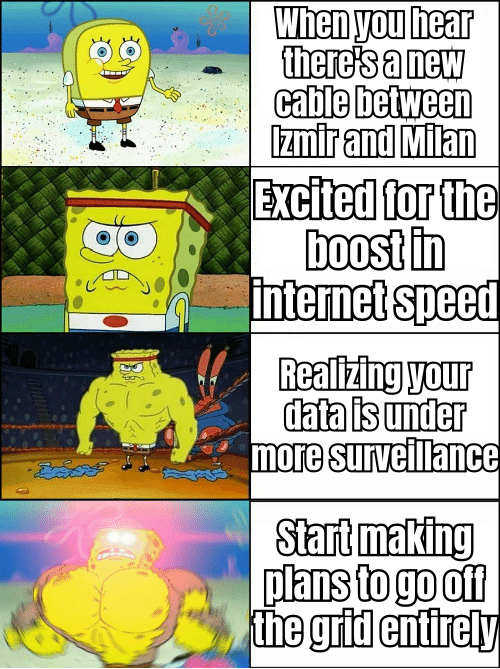 When you hear
there's a new
cable between
Izmir and Milan
Excited for the
boost in
internet speed
Realizing your
data is under
more surveillance
Start making
plans to go off
the grid entirely